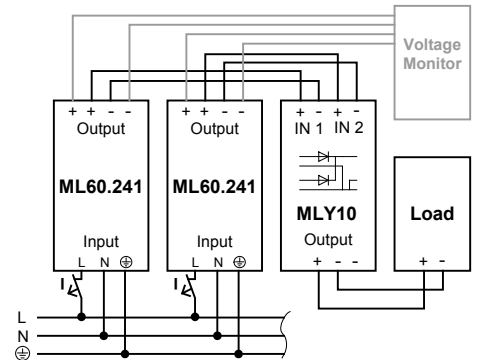 Voltage
Monitor
+ + - -
+ + - -
+ - + -
Output
Output
IN 1 IN 2
ML60.241
ML60.241
MLY10
Load
Input
Input
Output
L N
L N
+ - -
+ -
I
I
L
N